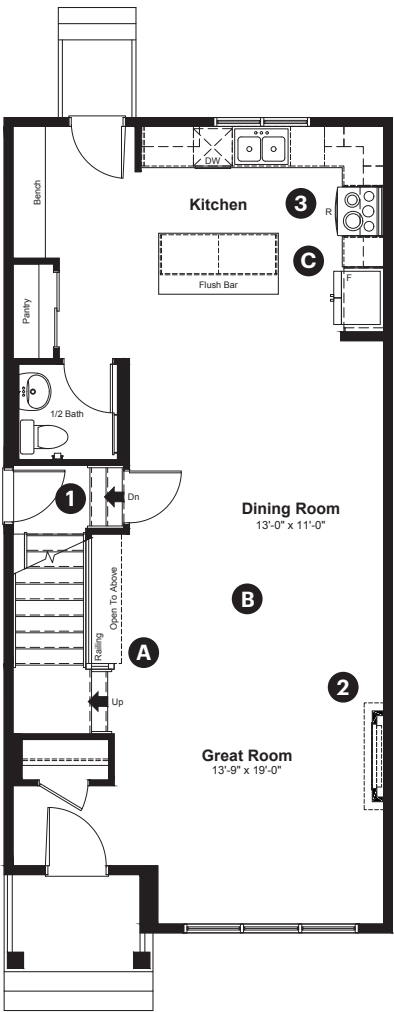 DW
Bench
Kitchen
3
R
C
F
Flush Bar
Pantry
1/2 Bath
1
Dn
Dining Room
13'-0" x 11'-0"
Open To Above
B
Railing
A
2
Up
Great Room
13'-9" x 19'-0"